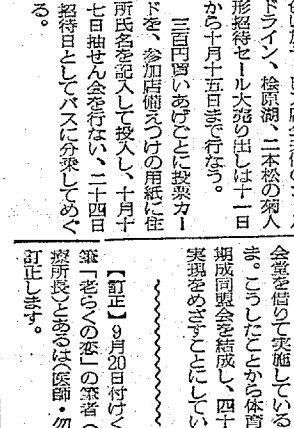 ドライン、桧原湖、二本松の菊人
形招待セール大売り出しは十一日
から十月十五日まで行なう。
三百円買いあげごとに投票カー
ドを、参加店備えつけの用紙に住
所氏名を記入して投入し、十月十
七日抽せん会を行ない、二十四日
招待日としてバスに分乗してめぐ
る。
会堂を借りて実施している
ま。こうしたことから体育
期成同盟会を結成し、四十
実現をめざすことにしてい
【訂正】9月20日付けく
筆「老らくの恋」の筆者(
療所長)とあるは(医師・
訂正します。